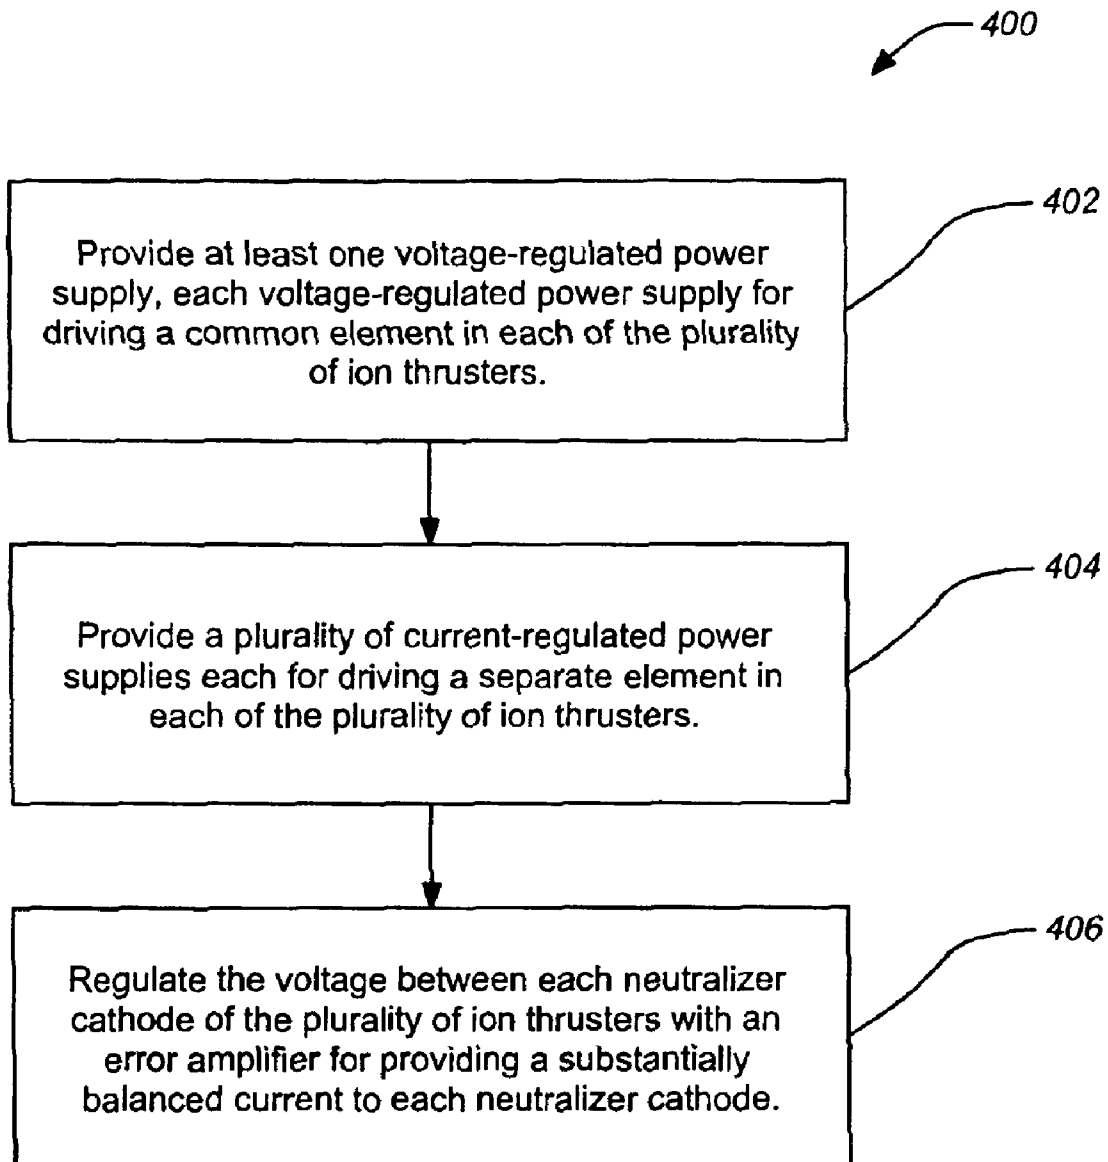 400
402
Provide at least one voltage-regulated power
supply, each voltage-regulated power supply for
driving a common element in each of the plurality
of ion thrusters.
404
Provide a plurality of current-regulated power
supplies each for driving a separate element in
each of the plurality of ion thrusters.
406
Regulate the voltage between each neutralizer
cathode of the plurality of ion thrusters with an
error amplifier for providing a substantially
balanced current to each neutralizer cathode.